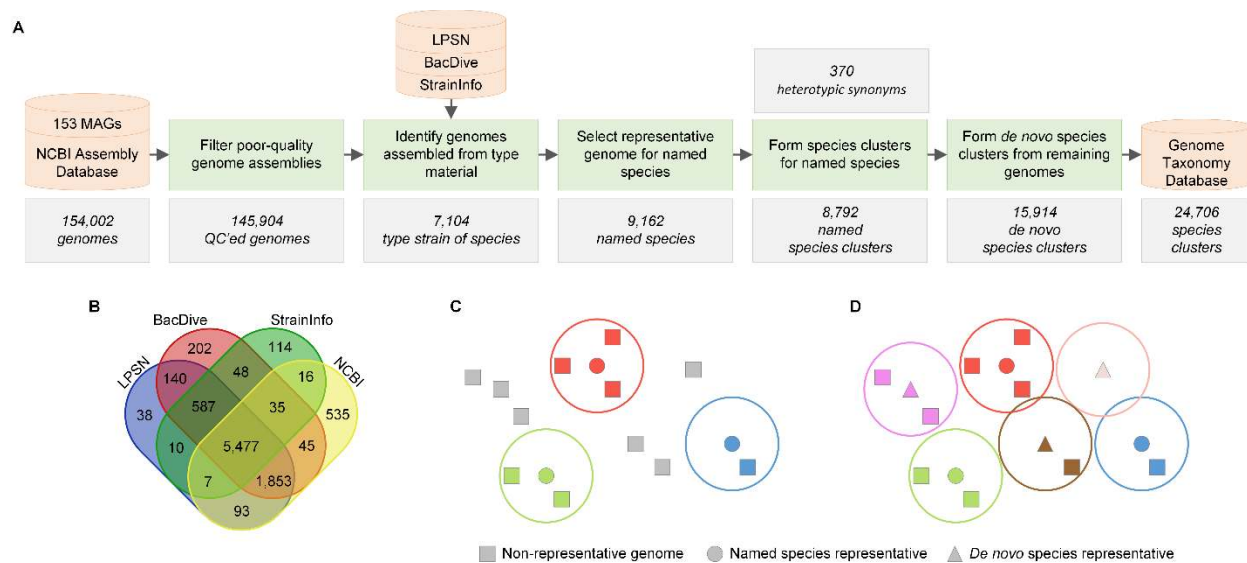 A
LPSN
BacDive
StrainInfo
370
heterotypic synonyms
153 MAGs
NCBI Assembly
Database
Filter poor-quality
genome assemblies
Identify genomes
assembled from type
material
Select representative
genome for named
species
Form species clusters
for named species
Form de novo species
clusters from remaining
genomes
Genome
Taxonomy
Database
154,002
genomes
145,904
QC'ed genomes
7,104
type strain of species
9,162
named species
8,792
named
species clusters
15,914
de novo
species clusters
24,706
species
clusters
B
BacDive
StrainInfo
LPSN
NCBI
202
114
140
48
16
38
587
35
535
10
5,477
45
7
1,853
93
C
D
Non-representative genome
Named species representative
De novo species representative